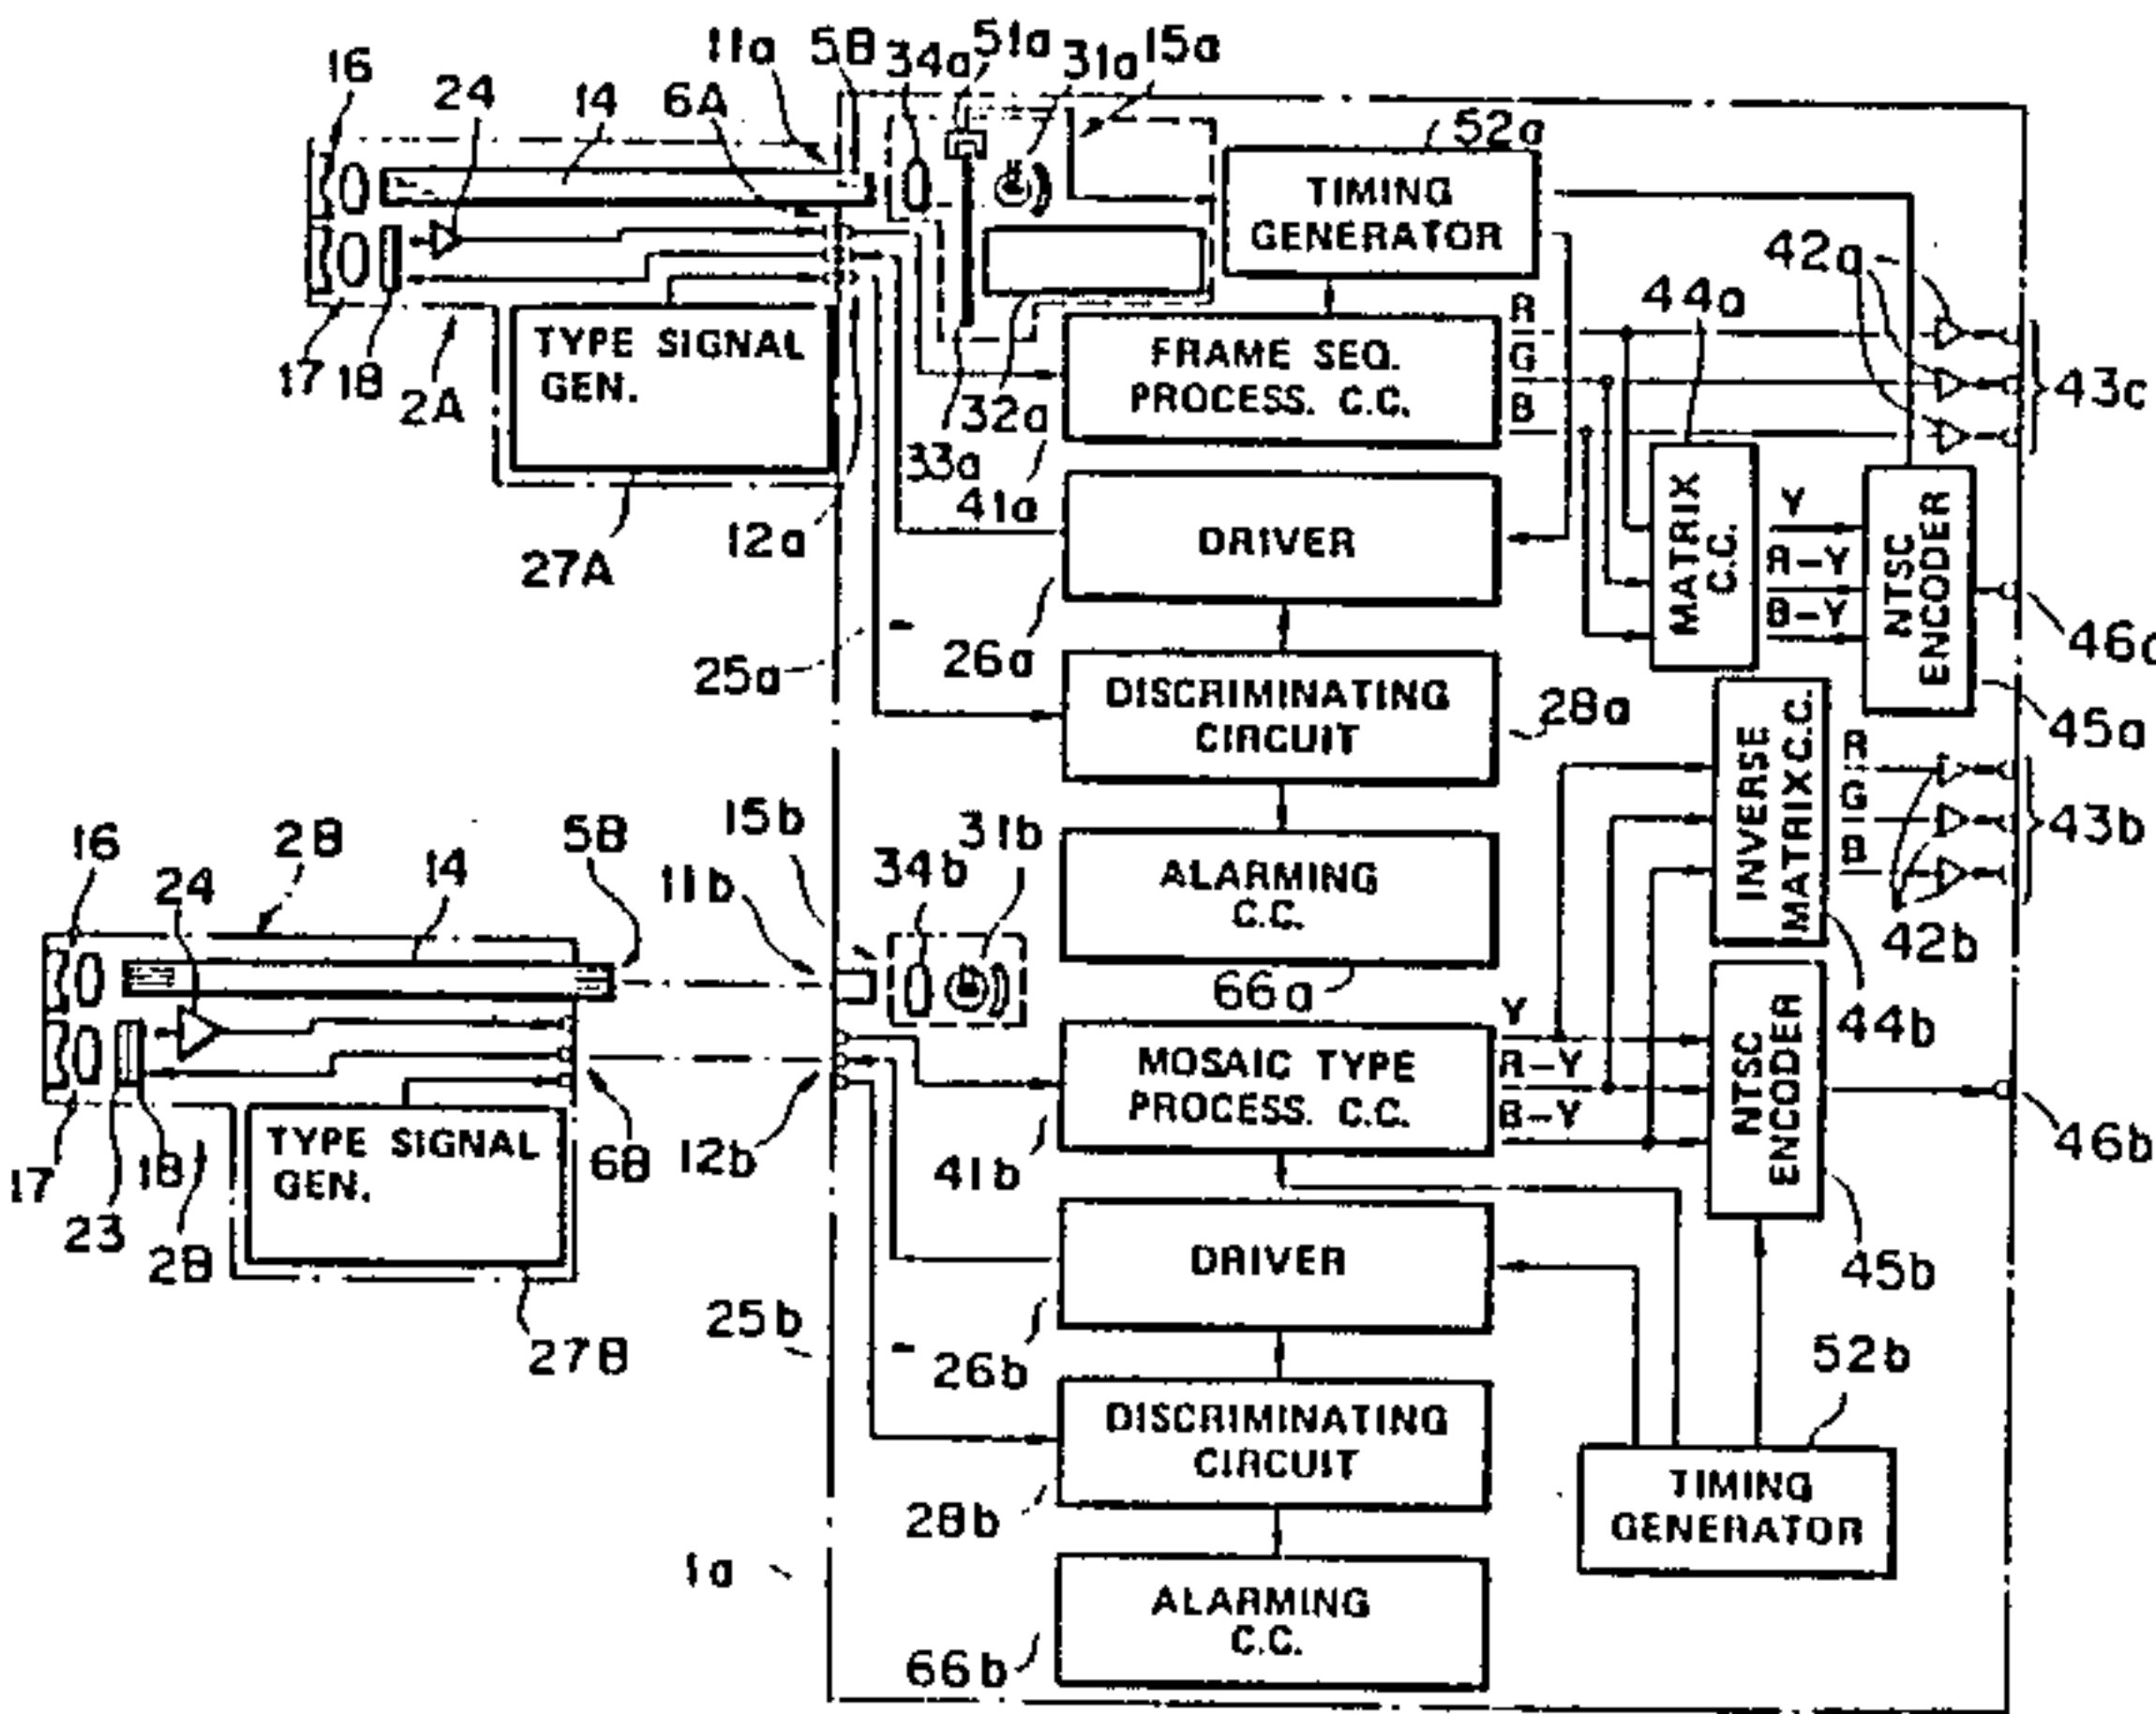 11a 5B 34a 51a 31a 15a
16 24 14 6A
52a
TIMING
GENERATOR
42a
44a
R
G
B
TYPE SIGNAL
GEN.
FRAME SEQ.
PROCESS. C.C.
43c
17 18 2A
32a
33a
41a
12a
27A
MATRIX
C.C.
Y
R-Y
B-Y
NTSC
ENCODER
DRIVER
25a
26a
46c
DISCRIMINATING
CIRCUIT
28a
45a
INVERSE
MATRIX C.C.
R
G
B
43b
42b
16 2B 14 5B
24
15b
11b 34b 31b
ALARMING
C.C.
66a
44b
MOSAIC TYPE
PROCESS. C.C.
Y
R-Y
B-Y
NTSC
ENCODER
46b
TYPE SIGNAL
GEN.
17 23 18 2B
6B 12b
41b
27B
DRIVER
45b
25b
26b
52b
DISCRIMINATING
CIRCUIT
28b
TIMING
GENERATOR
1a
ALARMING
C.C.
66b